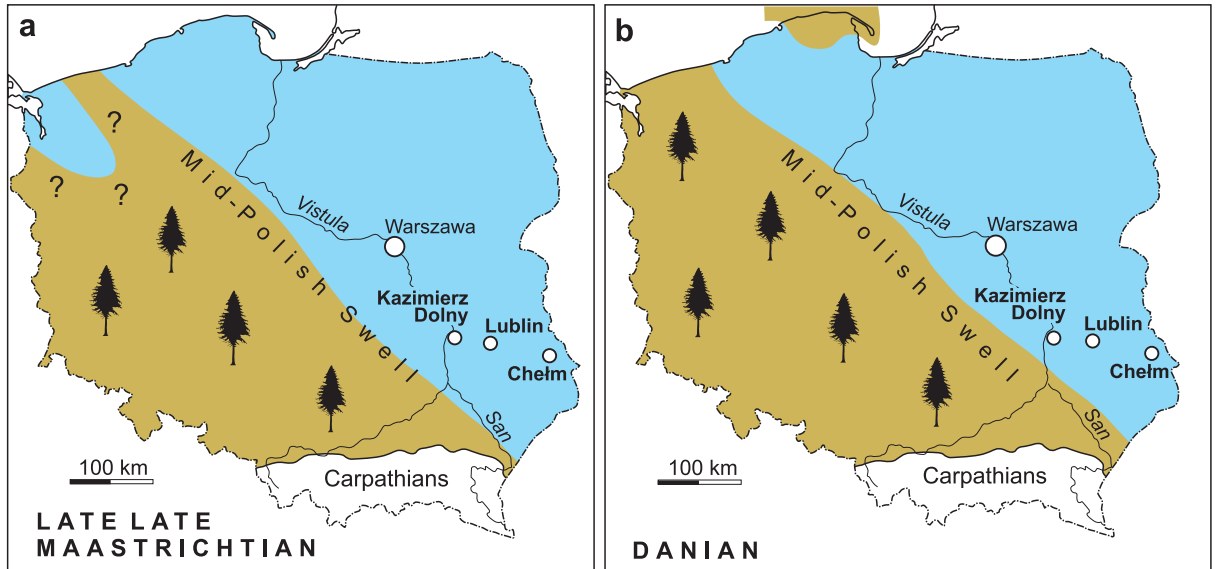 a
?
?
?
Mid-Polish Swell
Vistula
Warszawa
Kazimierz
Dolny
Lublin
Chełm
San
100 km
Carpathians
LATE LATE
MAASTRICHTIAN
b
Mid-Polish Swell
Vistula
Warszawa
Kazimierz
Dolny
Lublin
Chełm
San
100 km
Carpathians
DANIAN